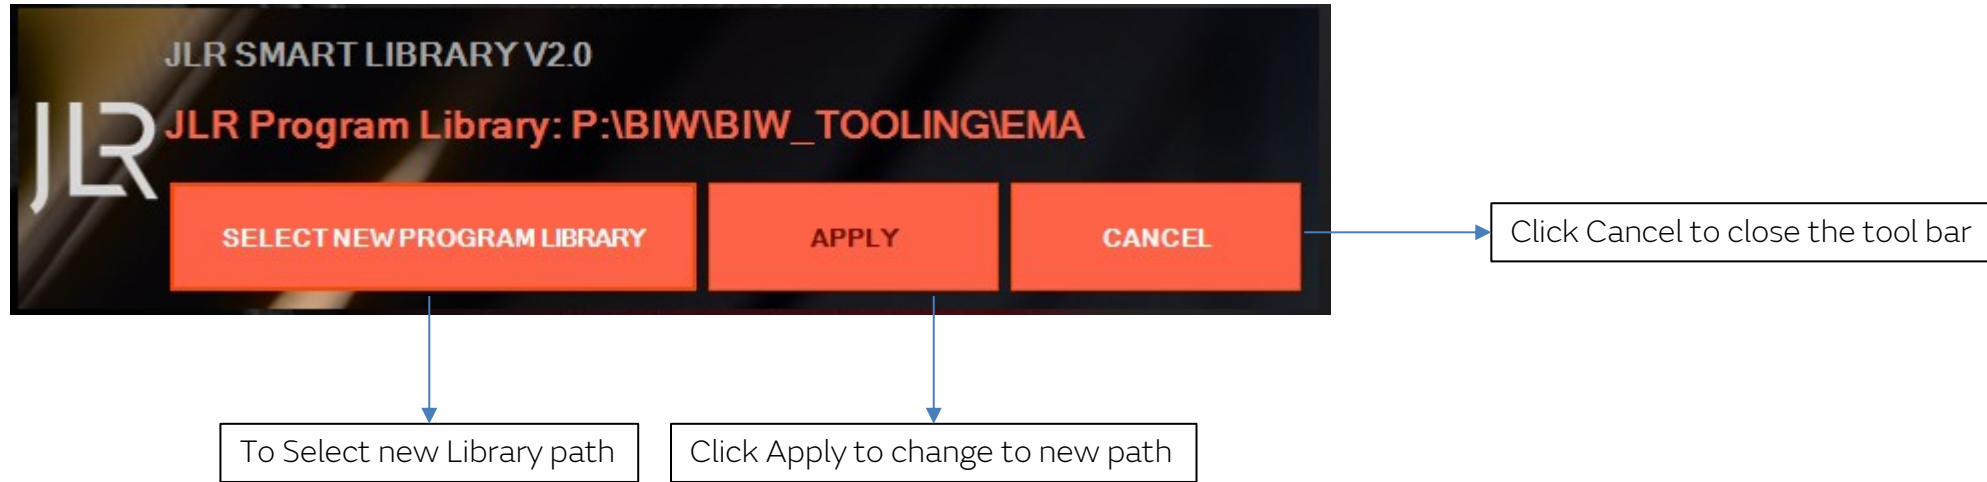 JLR SMART LIBRARY V2.0
JLR
JLR Program Library: P:\BIW\BIW_TOOLING\EMA
SELECT NEW PROGRAM LIBRARY
APPLY
CANCEL
Click Cancel to close the tool bar
To Select new Library path
Click Apply to change to new path